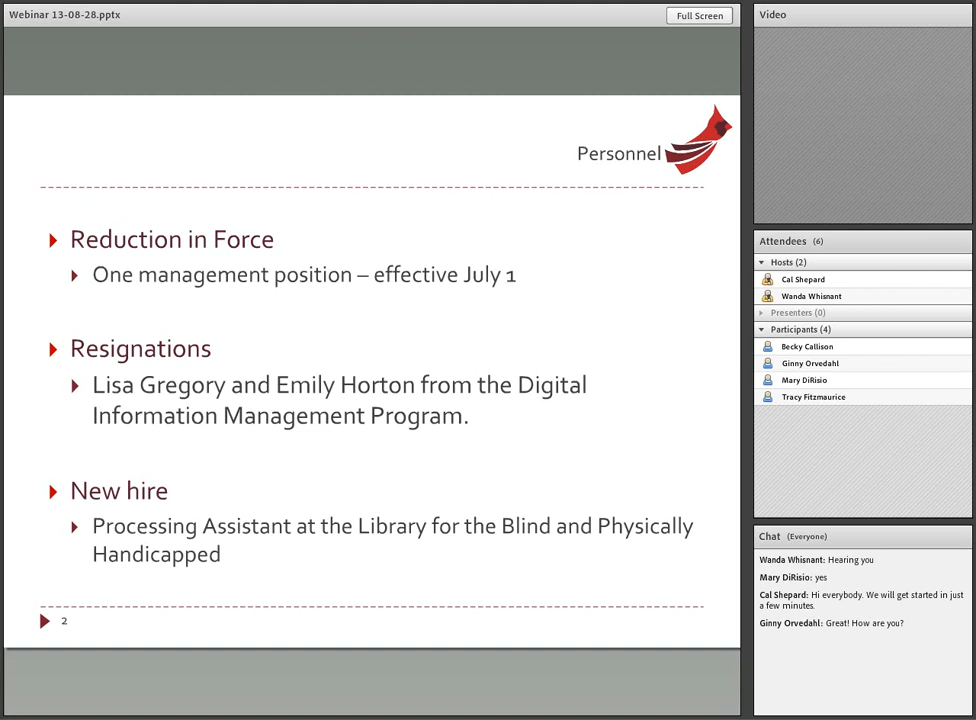 Webinar 13-08-28.pptx
Full Screen
Personnel
Reduction in Force
One management position – effective July 1
Resignations
Lisa Gregory and Emily Horton from the Digital
Information Management Program.
New hire
Processing Assistant at the Library for the Blind and Physically
Handicapped
2
Video
Attendees (6)
Hosts (2)
Cal Shepard
Wanda Whisnant
Presenters (0)
Participants (4)
Becky Callison
Ginny Orvedahl
Mary DiRisio
Tracy Fitzmaurice
Chat (Everyone)
Wanda Whisnant: Hearing you
Mary DiRisio: yes
Cal Shepard: Hi everybody. We will get started in just
a few minutes.
Ginny Orvedahl: Great! How are you?